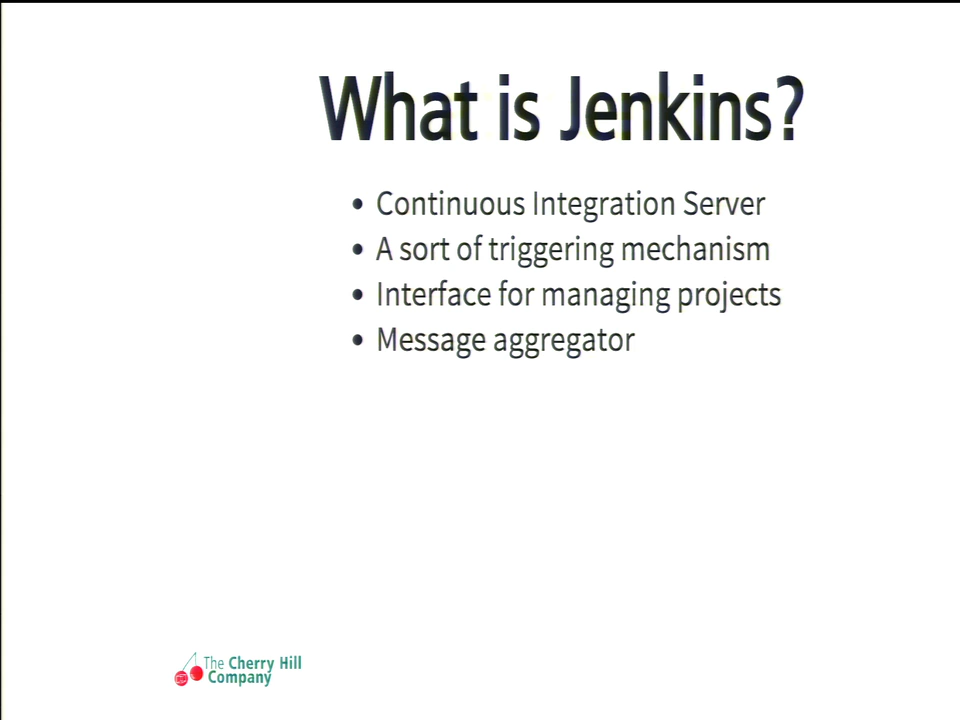 What is Jenkins?
• Continuous Integration Server
• A sort of triggering mechanism
• Interface for managing projects
• Message aggregator
The Cherry Hill
Company